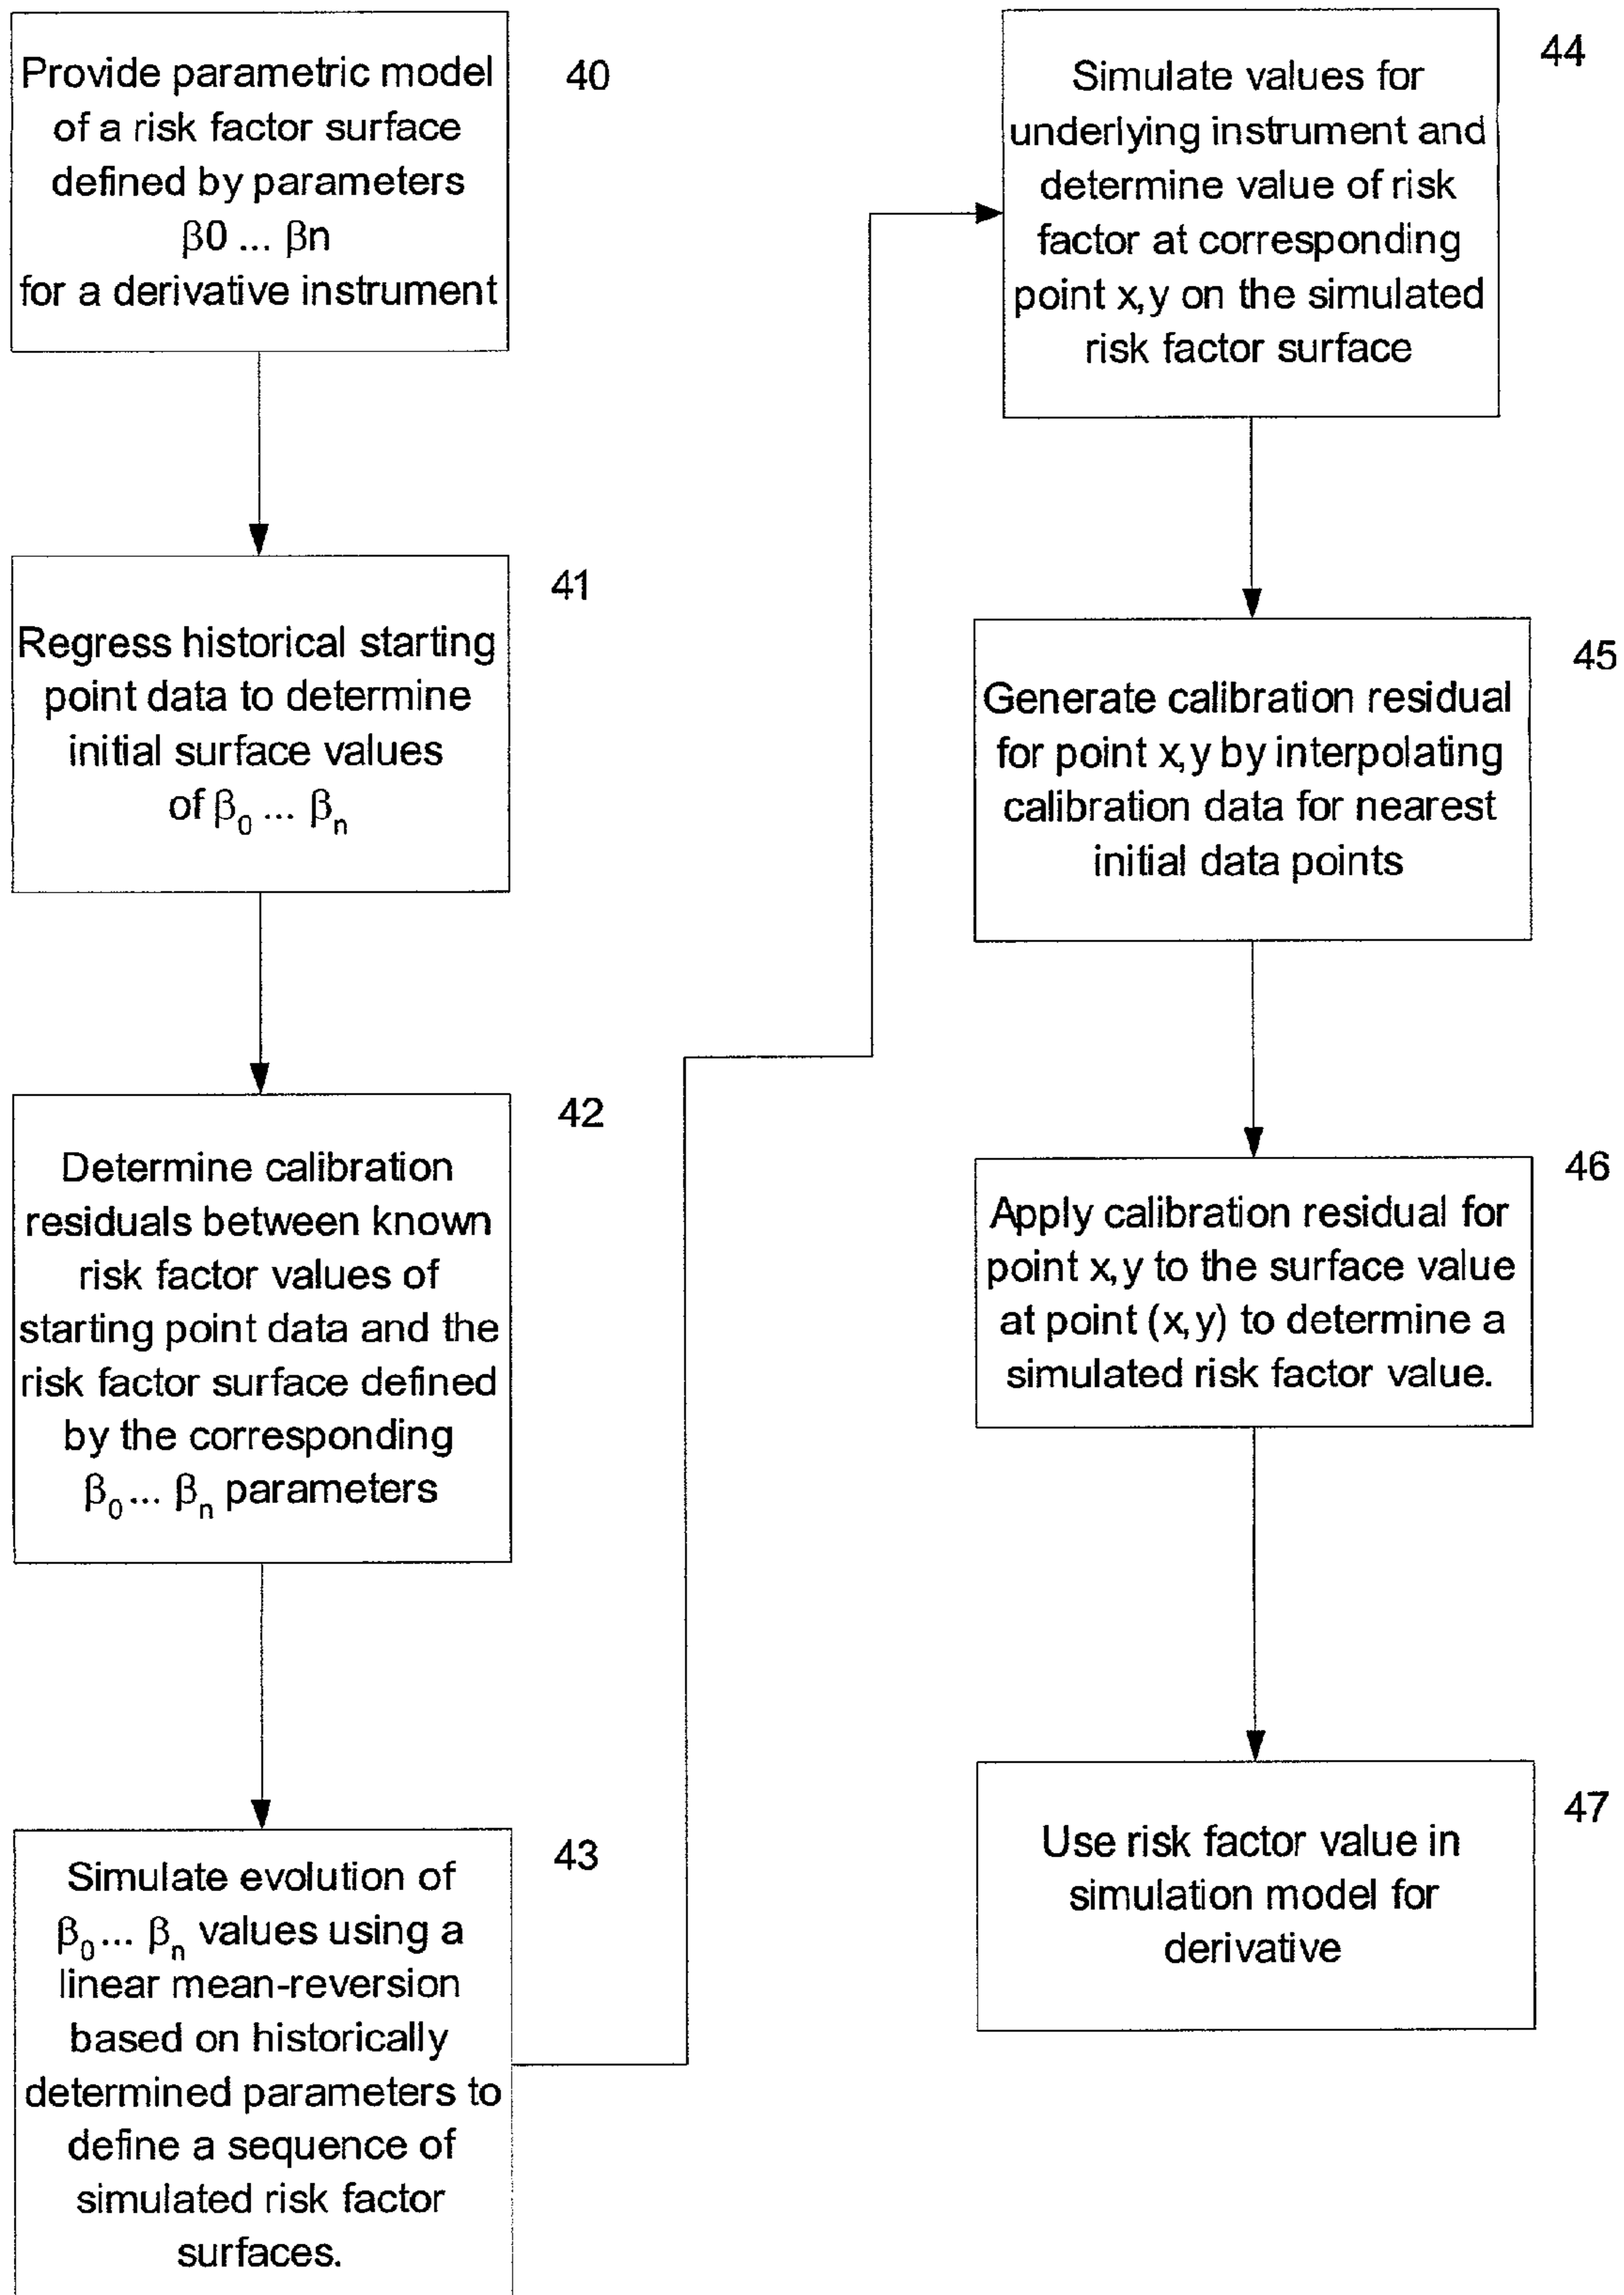 Provide parametric model
of a risk factor surface
defined by parameters
β0 ... βn
for a derivative instrument
40
Regress historical starting
point data to determine
initial surface values
of β₀ ... βₙ
41
Determine calibration
residuals between known
risk factor values of
starting point data and the
risk factor surface defined
by the corresponding
β₀ ... βₙ parameters
42
Simulate evolution of
β₀ ... βₙ values using a
linear mean-reversion
based on historically
determined parameters to
define a sequence of
simulated risk factor
surfaces.
43
Simulate values for
underlying instrument and
determine value of risk
factor at corresponding
point x,y on the simulated
risk factor surface
44
Generate calibration residual
for point x,y by interpolating
calibration data for nearest
initial data points
45
Apply calibration residual for
point x,y to the surface value
at point (x,y) to determine a
simulated risk factor value.
46
Use risk factor value in
simulation model for
derivative
47